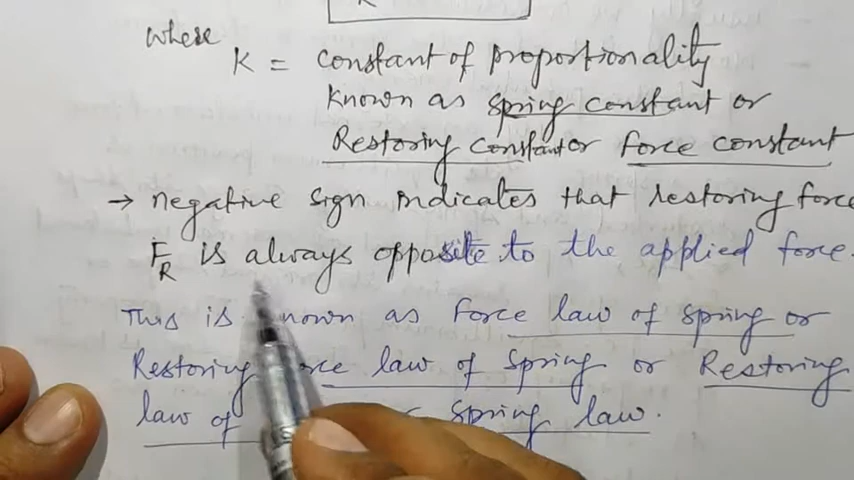 where
K = constant of proportionality
known as spring constant or
Restoring constant or force constant
→ negative sign indicates that restoring force
F_R is always opposite to the applied force.
This is known as Force law of spring or
Restoring law of Spring or Restoring
law of spring law.